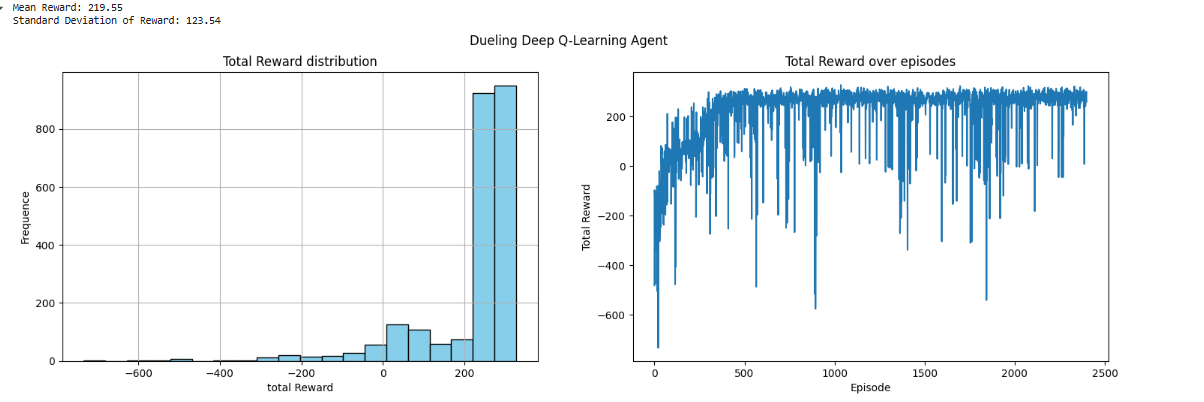 Mean Reward: 219.55
Standard Deviation of Reward: 123.54
Dueling Deep Q-Learning Agent
Total Reward distribution
Frequence
800
600
400
200
0
−600
−400
−200
0
200
total Reward
Total Reward over episodes
Total Reward
200
0
−200
−400
−600
0
500
1000
1500
2000
2500
Episode